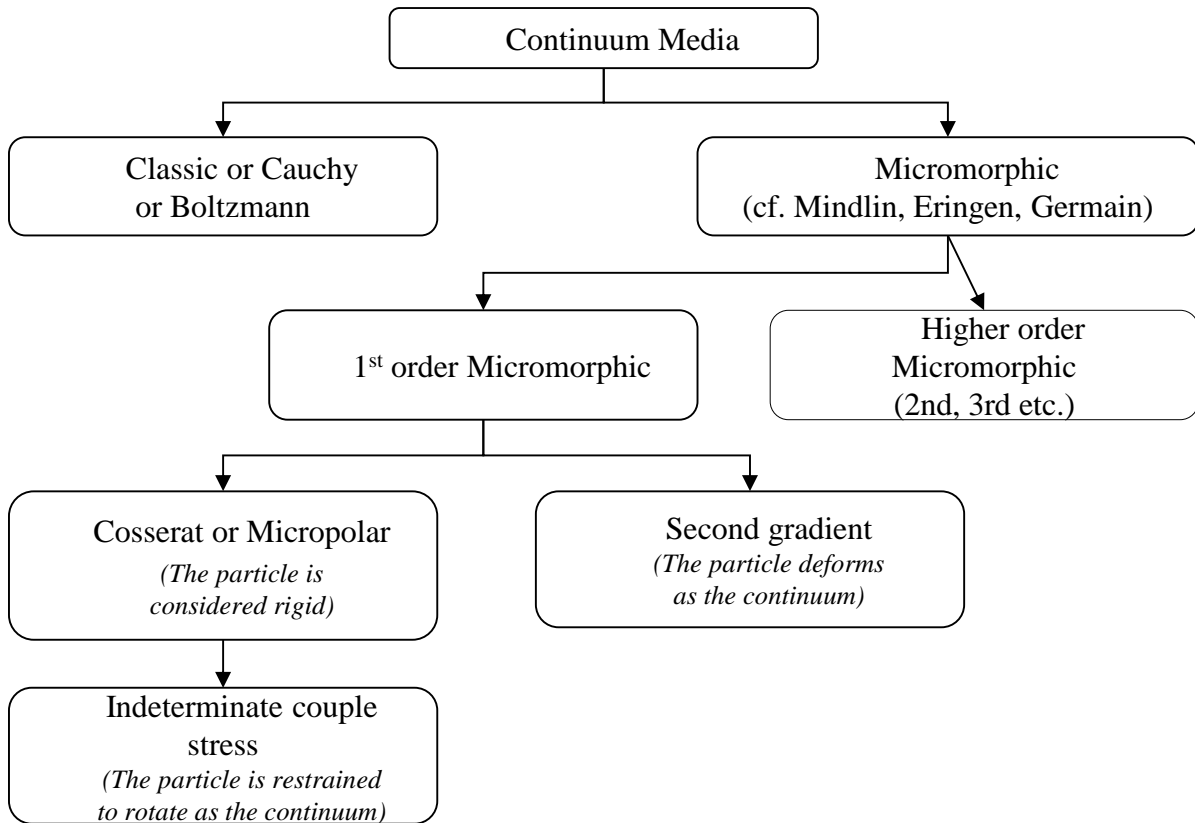 Continuum Media
Classic or Cauchy
or Boltzmann
Micromorphic
(cf. Mindlin, Eringen, Germain)
1st order Micromorphic
Higher order
Micromorphic
(2nd, 3rd etc.)
Cosserat or Micropolar
(The particle is
considered rigid)
Second gradient
(The particle deforms
as the continuum)
Indeterminate couple
stress
(The particle is restrained
to rotate as the continuum)